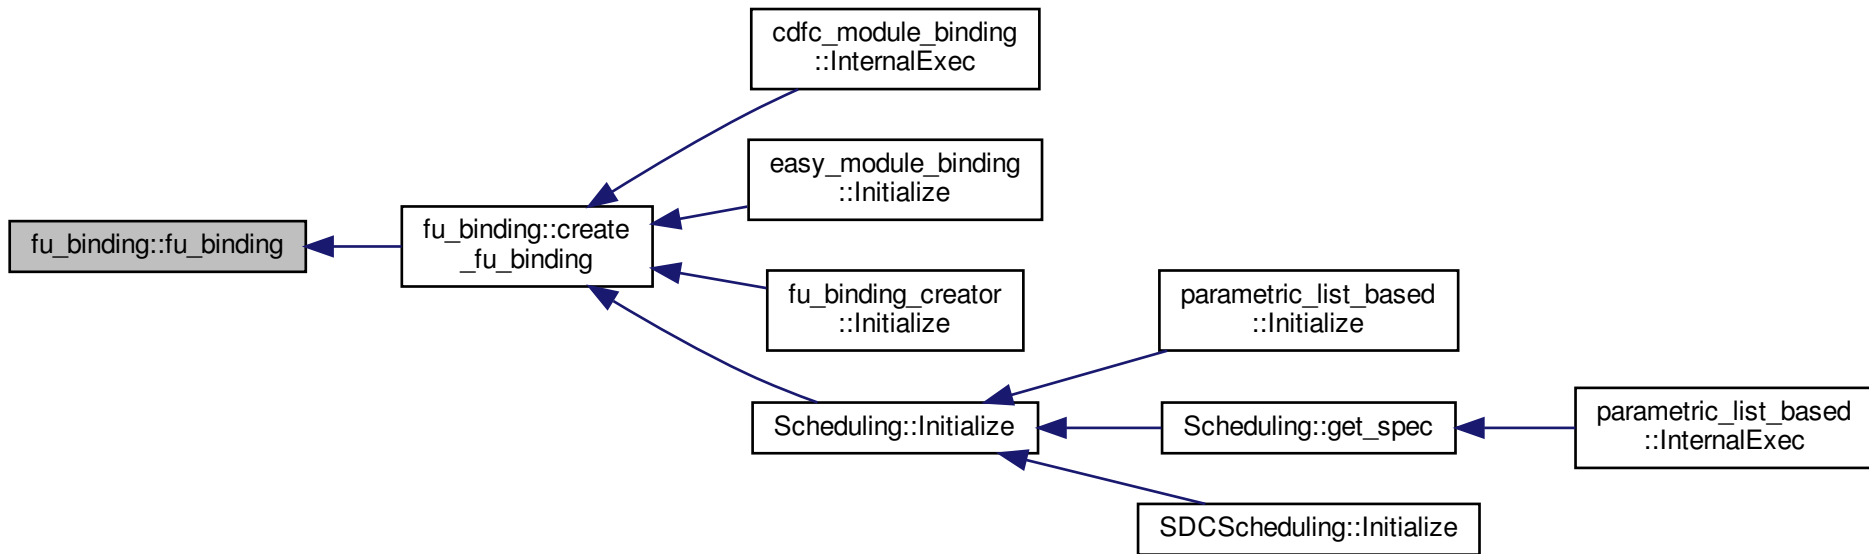 cdfc_module_binding
::InternalExec
easy_module_binding
::Initialize
fu_binding::fu_binding
fu_binding::create
_fu_binding
fu_binding_creator
::Initialize
parametric_list_based
::Initialize
Scheduling::Initialize
Scheduling::get_spec
parametric_list_based
::InternalExec
SDCScheduling::Initialize